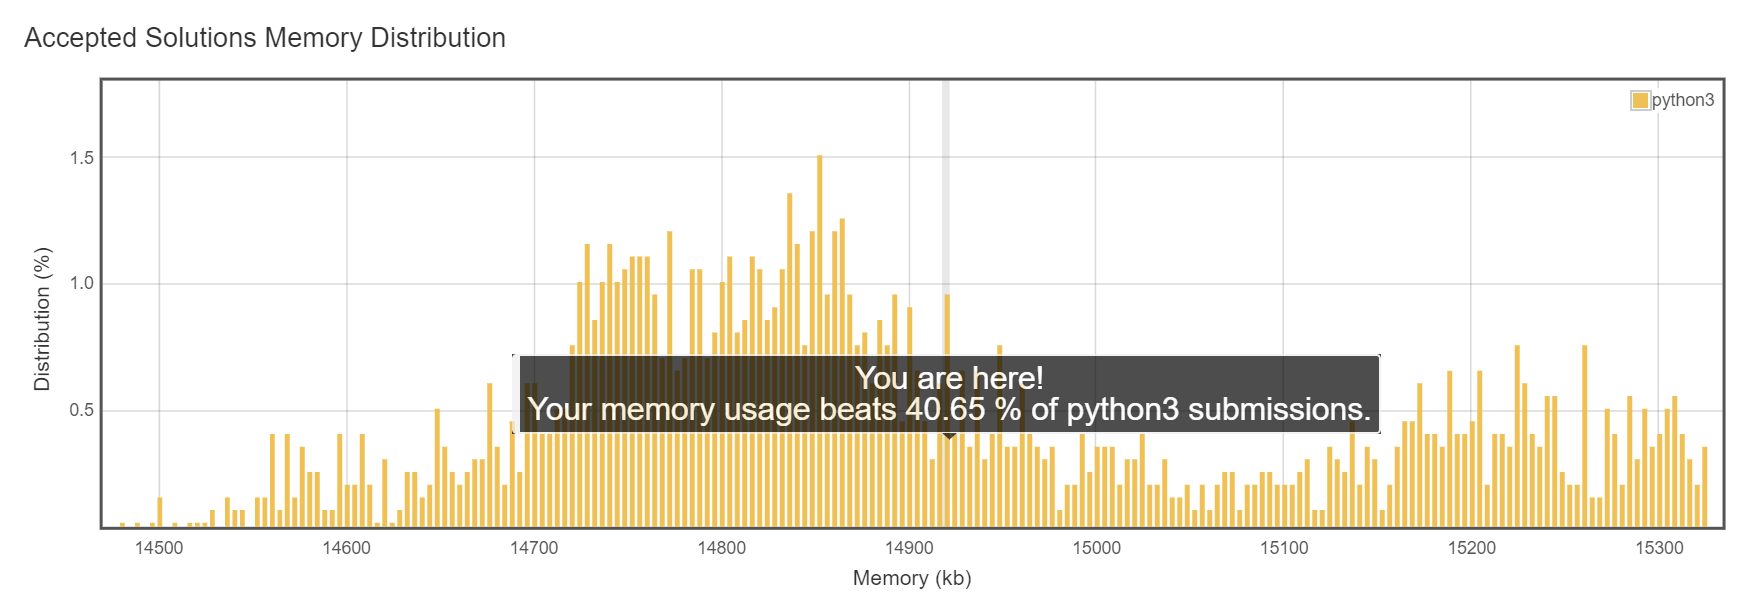 Accepted Solutions Memory Distribution
python3
1.5
1.0
0.5
Distribution (%)
You are here!
Your memory usage beats 40.65 % of python3 submissions.
14500 14600 14700 14800 14900 15000 15100 15200 15300
Memory (kb)